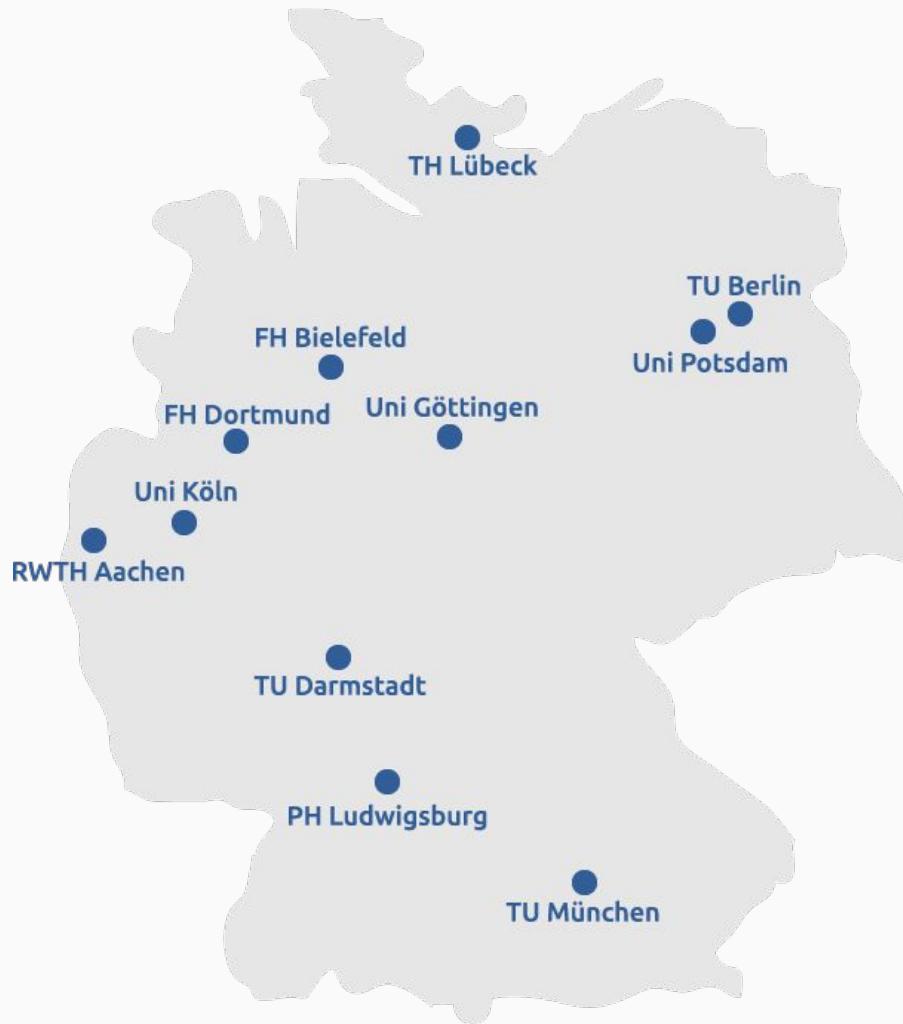 TH Lübeck
TU Berlin
FH Bielefeld
Uni Potsdam
FH Dortmund
Uni Göttingen
Uni Köln
RWTH Aachen
TU Darmstadt
PH Ludwigsburg
TU München